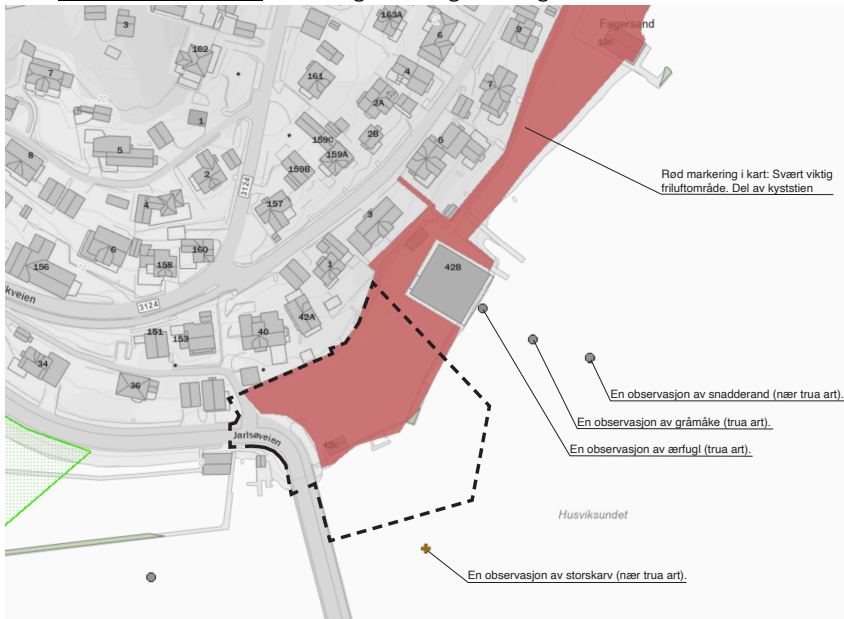 Fagersand
13C
163A
6
9
3
162
7
161
4
7
2A
1
159C
2B
5
5
159A
8
159B
2
Rød markering i kart: Svært viktig
friluftområde. Del av kyststien
3124
4
157
3
6
158
160
42B
156
1
kveien
3124
42A
151
153
40
34
36
En observasjon av snadderand (nær trua art).
En observasjon av gråmåke (trua art).
Jarlsøveien
En observasjon av ærfugl (trua art).
Husviksundet
En observasjon av storskarv (nær trua art).